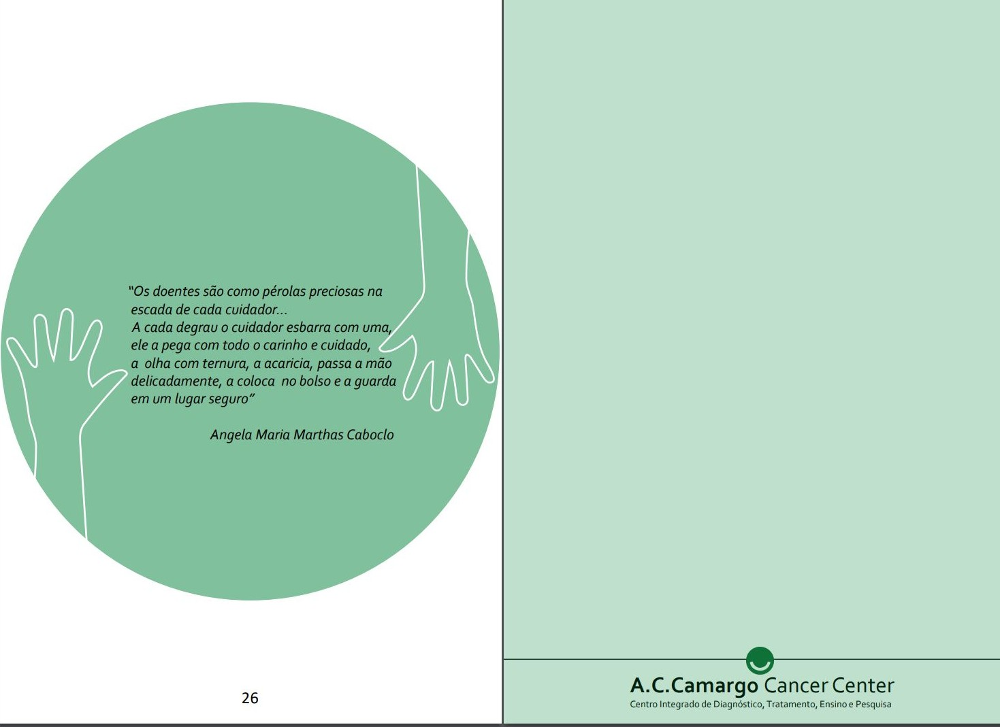 “Os doentes são como pérolas preciosas na
escada de cada cuidador...
A cada degrau o cuidador esbarra com uma,
ele a pega com todo o carinho e cuidado,
a olha com ternura, a acaricia, passa a mão
delicadamente, a coloca no bolso e a guarda
em um lugar seguro”
Angela Maria Marthas Caboclo
26
A.C.Camargo Cancer Center
Centro Integrado de Diagnóstico, Tratamento, Ensino e Pesquisa